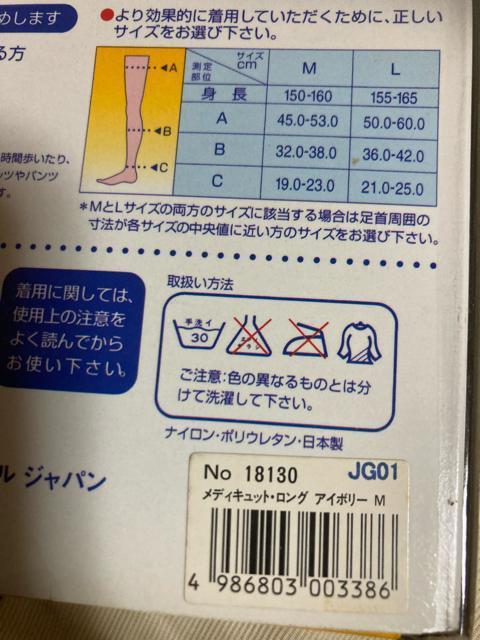 めします
る方
時間歩いたり、
ツやパンツ
す。
●より効果的に着用していただくために、正しい
サイズをお選び下さい。
測定部位 サイズcm M L
身長 150-160 155-165
A 45.0-53.0 50.0-60.0
B 32.0-38.0 36.0-42.0
C 19.0-23.0 21.0-25.0
A
B
C
*MとLサイズの両方のサイズに該当する場合は足首周囲の
寸法が各サイズの中央値に近い方のサイズをお選び下さい。
着用に関しては、
使用上の注意を
よく読んでから
お使い下さい。
取扱い方法
手洗イ
30
ご注意:色の異なるものとは分
けて洗濯して下さい。
ナイロン・ポリウレタン・日本製
ル ジャパン
No 18130 JG01
メディキュット・ロング アイボリー M
4 986803 003386